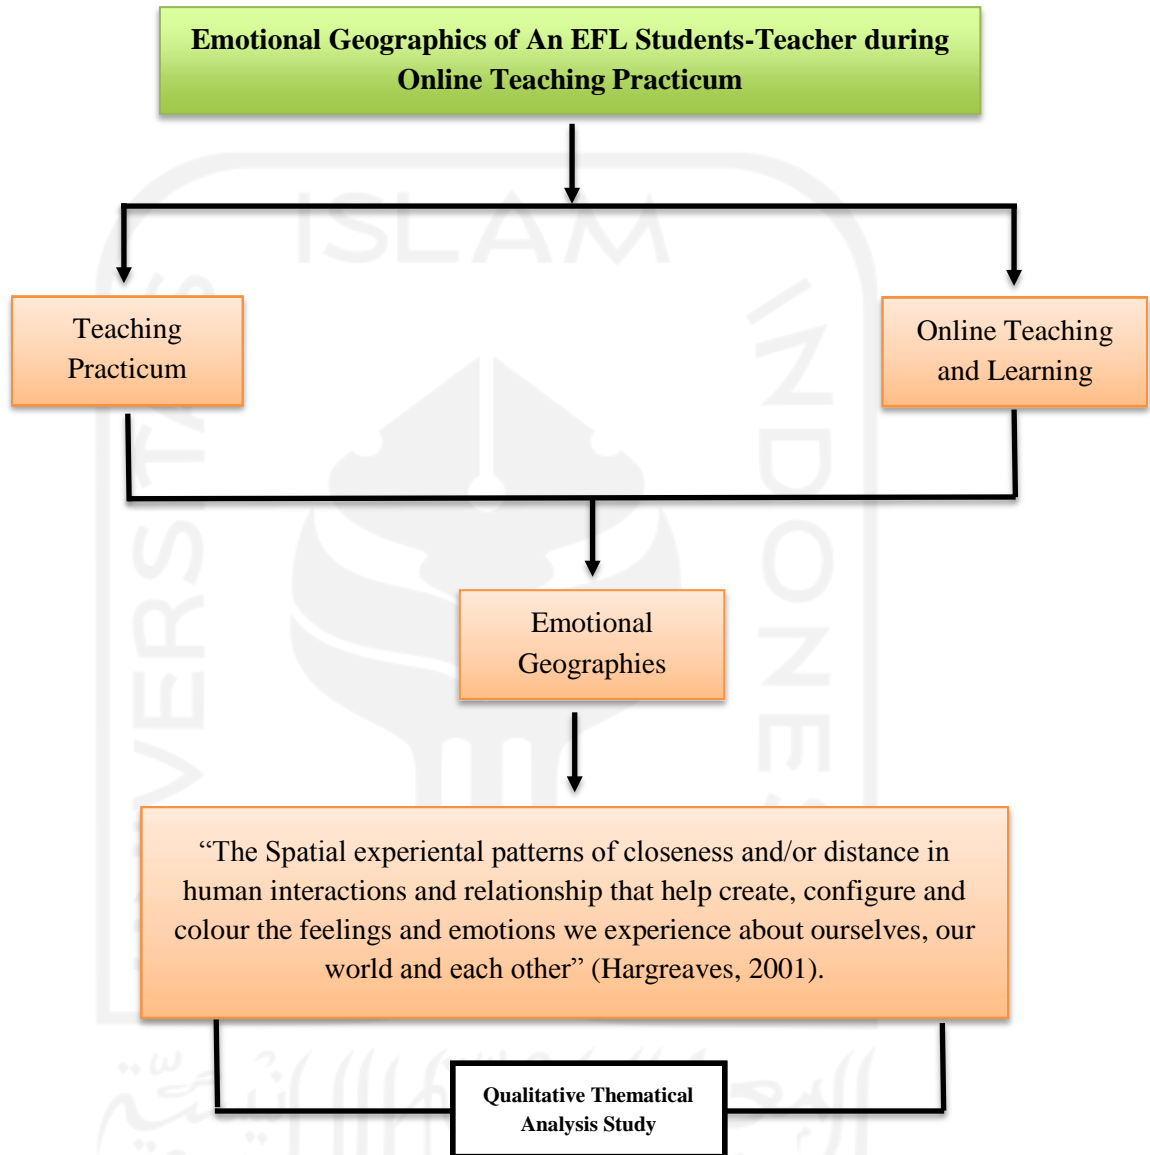 Emotional Geographics of An EFL Students-Teacher during
Online Teaching Practicum
ISLAM
UNIVERSITAS
INDONESIA
Teaching
Practicum
Online Teaching
and Learning
Emotional
Geographies
“The Spatial experiental patterns of closeness and/or distance in
human interactions and relationship that help create, configure and
colour the feelings and emotions we experience about ourselves, our
world and each other” (Hargreaves, 2001).
Qualitative Thematical
Analysis Study